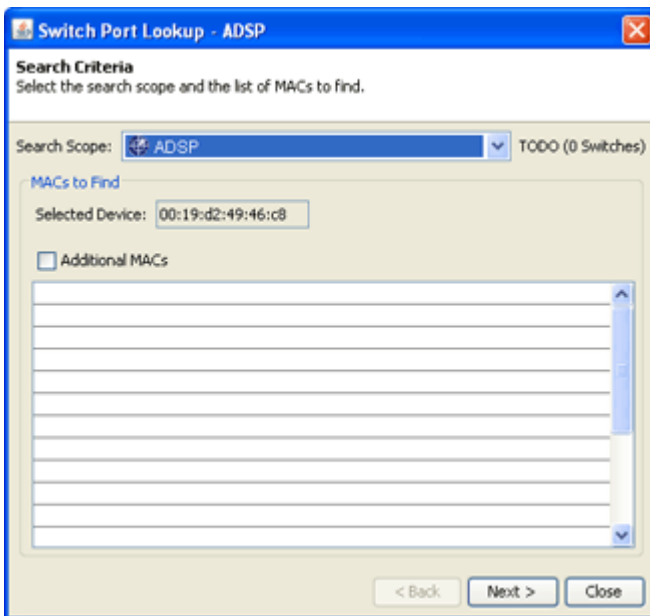 Switch Port Lookup - ADSP
Search Criteria
Select the search scope and the list of MACs to find.
Search Scope: ADSP TODO (0 Switches)
MACs to Find
Selected Device: 00:19:d2:49:46:c8
Additional MACs
< Back Next > Close